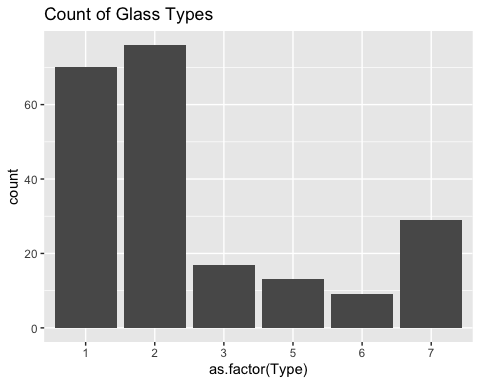 Count of Glass Types
60
40
20
0
count
1 2 3 5 6 7
as.factor(Type)